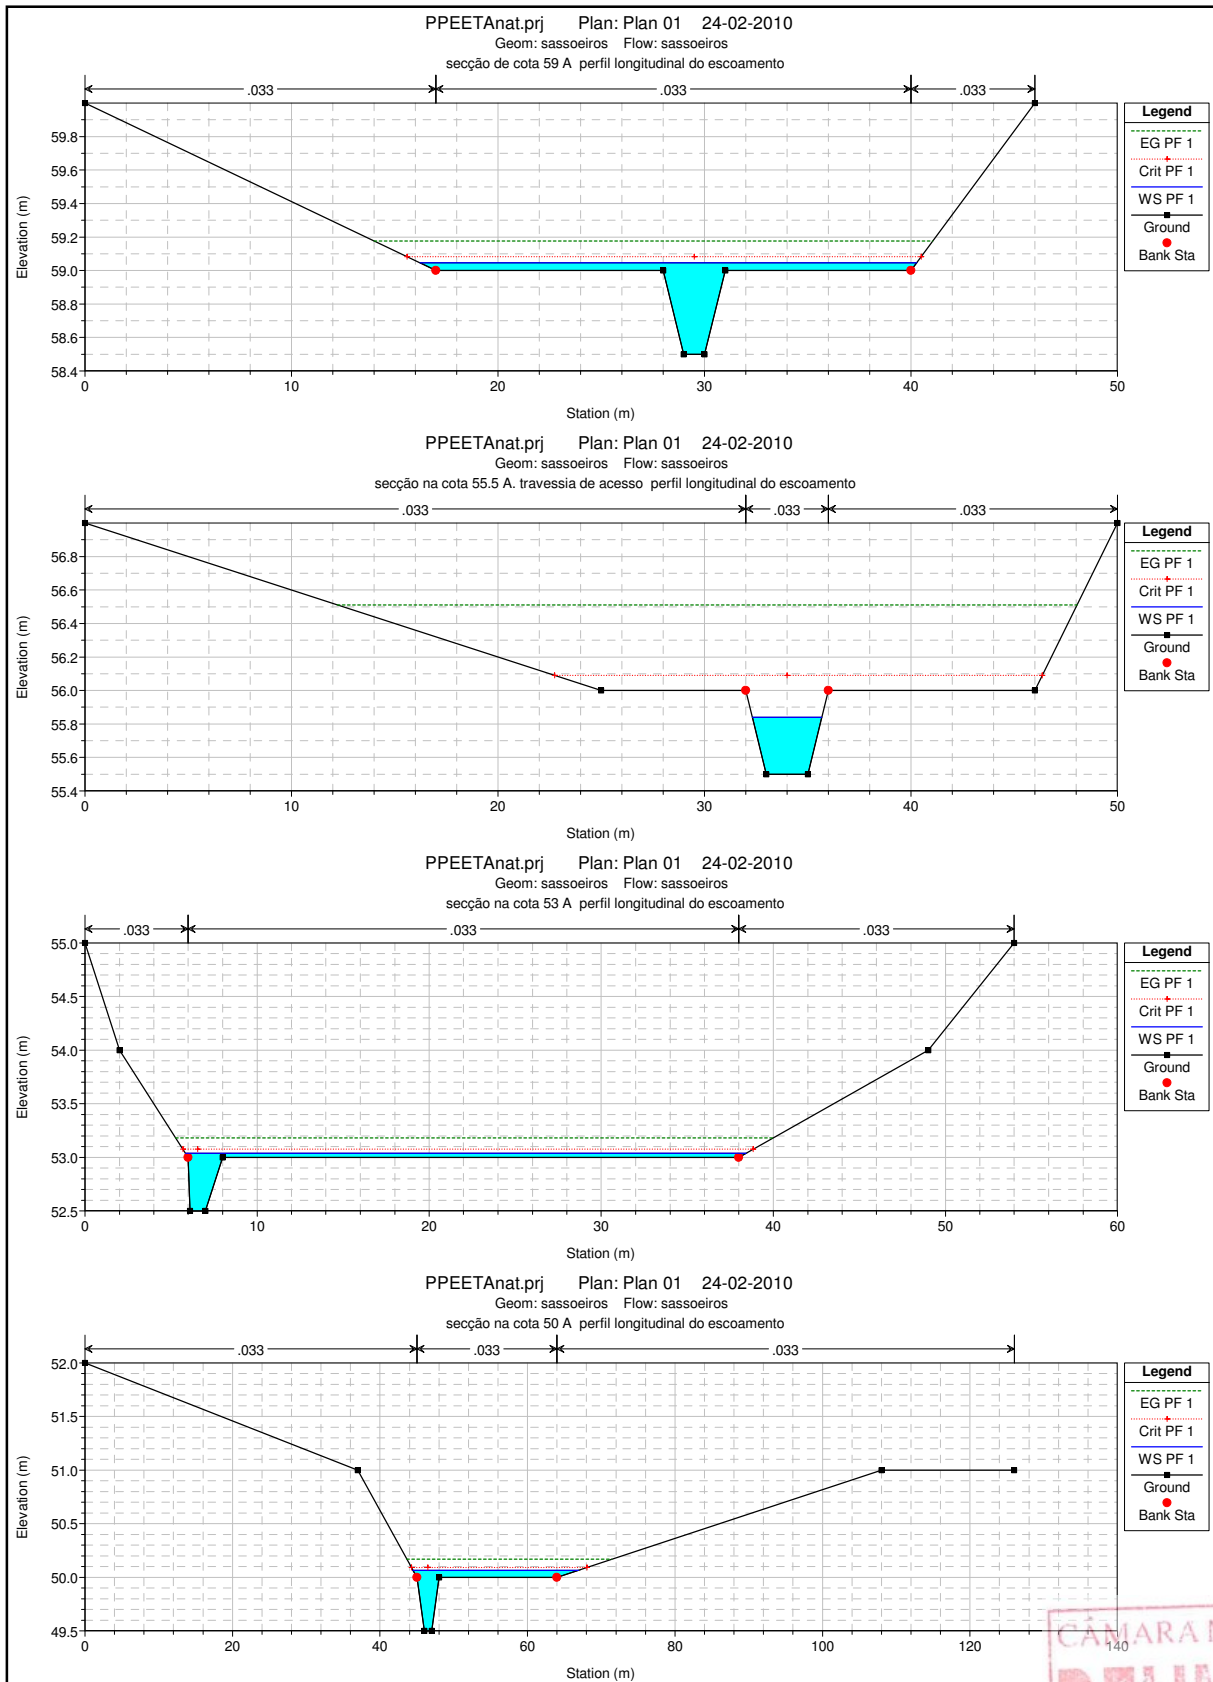 PPEETAnat.prj Plan: Plan 01 24-02-2010
Geom: sassoeiros Flow: sassoeiros
secção de cota 59 A perfil longitudinal do escoamento
.033 .033 .033
Elevation (m)
59.8
59.6
59.4
59.2
59.0
58.8
58.6
58.4
0 10 20 30 40 50
Station (m)
Legend
EG PF 1
Crit PF 1
WS PF 1
Ground
Bank Sta
PPEETAnat.prj Plan: Plan 01 24-02-2010
Geom: sassoeiros Flow: sassoeiros
secção na cota 55.5 A. travessia de acesso perfil longitudinal do escoamento
.033 .033 .033
Elevation (m)
56.8
56.6
56.4
56.2
56.0
55.8
55.6
55.4
0 10 20 30 40 50
Station (m)
Legend
EG PF 1
Crit PF 1
WS PF 1
Ground
Bank Sta
PPEETAnat.prj Plan: Plan 01 24-02-2010
Geom: sassoeiros Flow: sassoeiros
secção na cota 53 A perfil longitudinal do escoamento
.033 .033 .033
Elevation (m)
55.0
54.5
54.0
53.5
53.0
52.5
0 10 20 30 40 50 60
Station (m)
Legend
EG PF 1
Crit PF 1
WS PF 1
Ground
Bank Sta
PPEETAnat.prj Plan: Plan 01 24-02-2010
Geom: sassoeiros Flow: sassoeiros
secção na cota 50 A perfil longitudinal do escoamento
.033 .033 .033
Elevation (m)
52.0
51.5
51.0
50.5
50.0
49.5
0 20 40 60 80 100 120 140
Station (m)
Legend
EG PF 1
Crit PF 1
WS PF 1
Ground
Bank Sta
CÂMARA